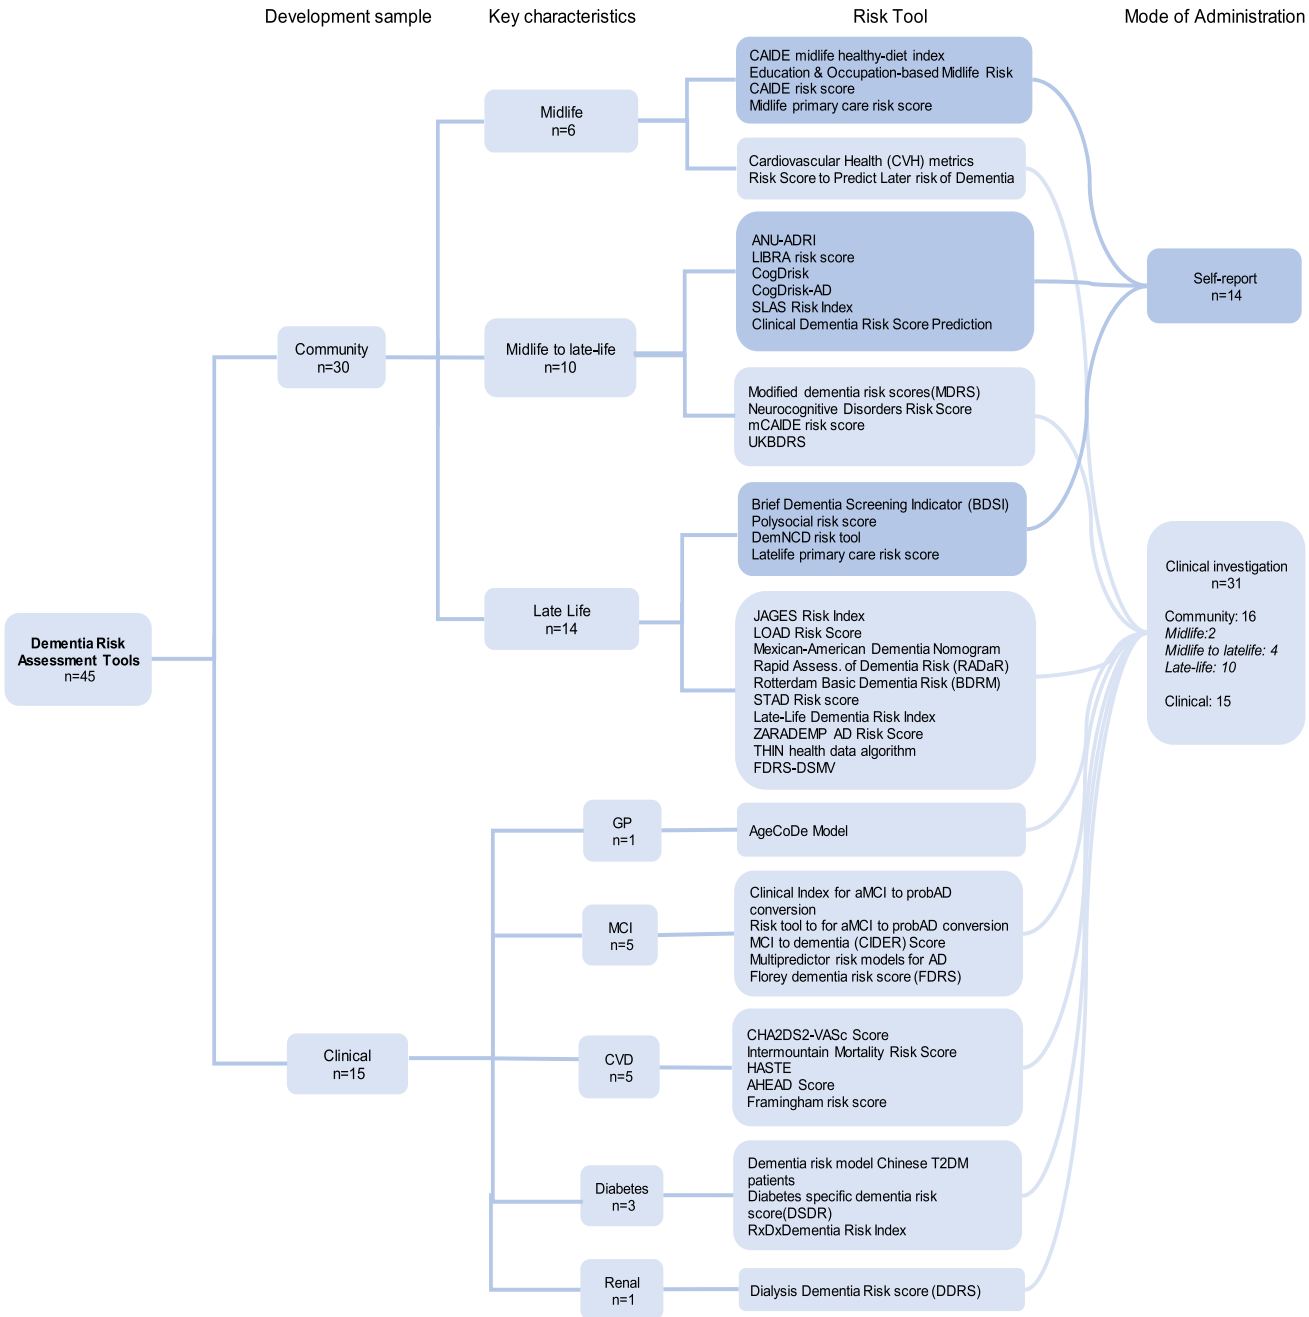 Development sample
Key characteristics
Risk Tool
Mode of Administration
CAIDE midlife healthy-diet index
Education & Occupation-based Midlife Risk
CAIDE risk score
Midlife primary care risk score
Midlife
n=6
Cardiovascular Health (CVH) metrics
Risk Score to Predict Later risk of Dementia
ANU-ADRI
LIBRA risk score
CogDrisk
CogDrisk-AD
SLAS Risk Index
Clinical Dementia Risk Score Prediction
Self-report
n=14
Community
n=30
Midlife to late-life
n=10
Modified dementia risk scores(MDRS)
Neurocognitive Disorders Risk Score
mCAIDE risk score
UKBDRS
Brief Dementia Screening Indicator (BDSI)
Polysocial risk score
DemNCD risk tool
Latelife primary care risk score
Clinical investigation
n=31
Community: 16
Midlife:2
Midlife to latelife: 4
Late-life: 10
Clinical: 15
Late Life
n=14
JAGES Risk Index
LOAD Risk Score
Mexican-American Dementia Nomogram
Rapid Assess. of Dementia Risk (RADaR)
Rotterdam Basic Dementia Risk (BDRM)
STAD Risk score
Late-Life Dementia Risk Index
ZARADEMP AD Risk Score
THIN health data algorithm
FDRS-DSMV
Dementia Risk
Assessment Tools
n=45
GP
n=1
AgeCoDe Model
MCI
n=5
Clinical Index for aMCI to probAD
conversion
Risk tool to for aMCI to probAD conversion
MCI to dementia (CIDER) Score
Multipredictor risk models for AD
Florey dementia risk score (FDRS)
Clinical
n=15
CVD
n=5
CHA2DS2-VASc Score
Intermountain Mortality Risk Score
HASTE
AHEAD Score
Framingham risk score
Diabetes
n=3
Dementia risk model Chinese T2DM
patients
Diabetes specific dementia risk
score(DSDR)
RxDxDementia Risk Index
Renal
n=1
Dialysis Dementia Risk score (DDRS)